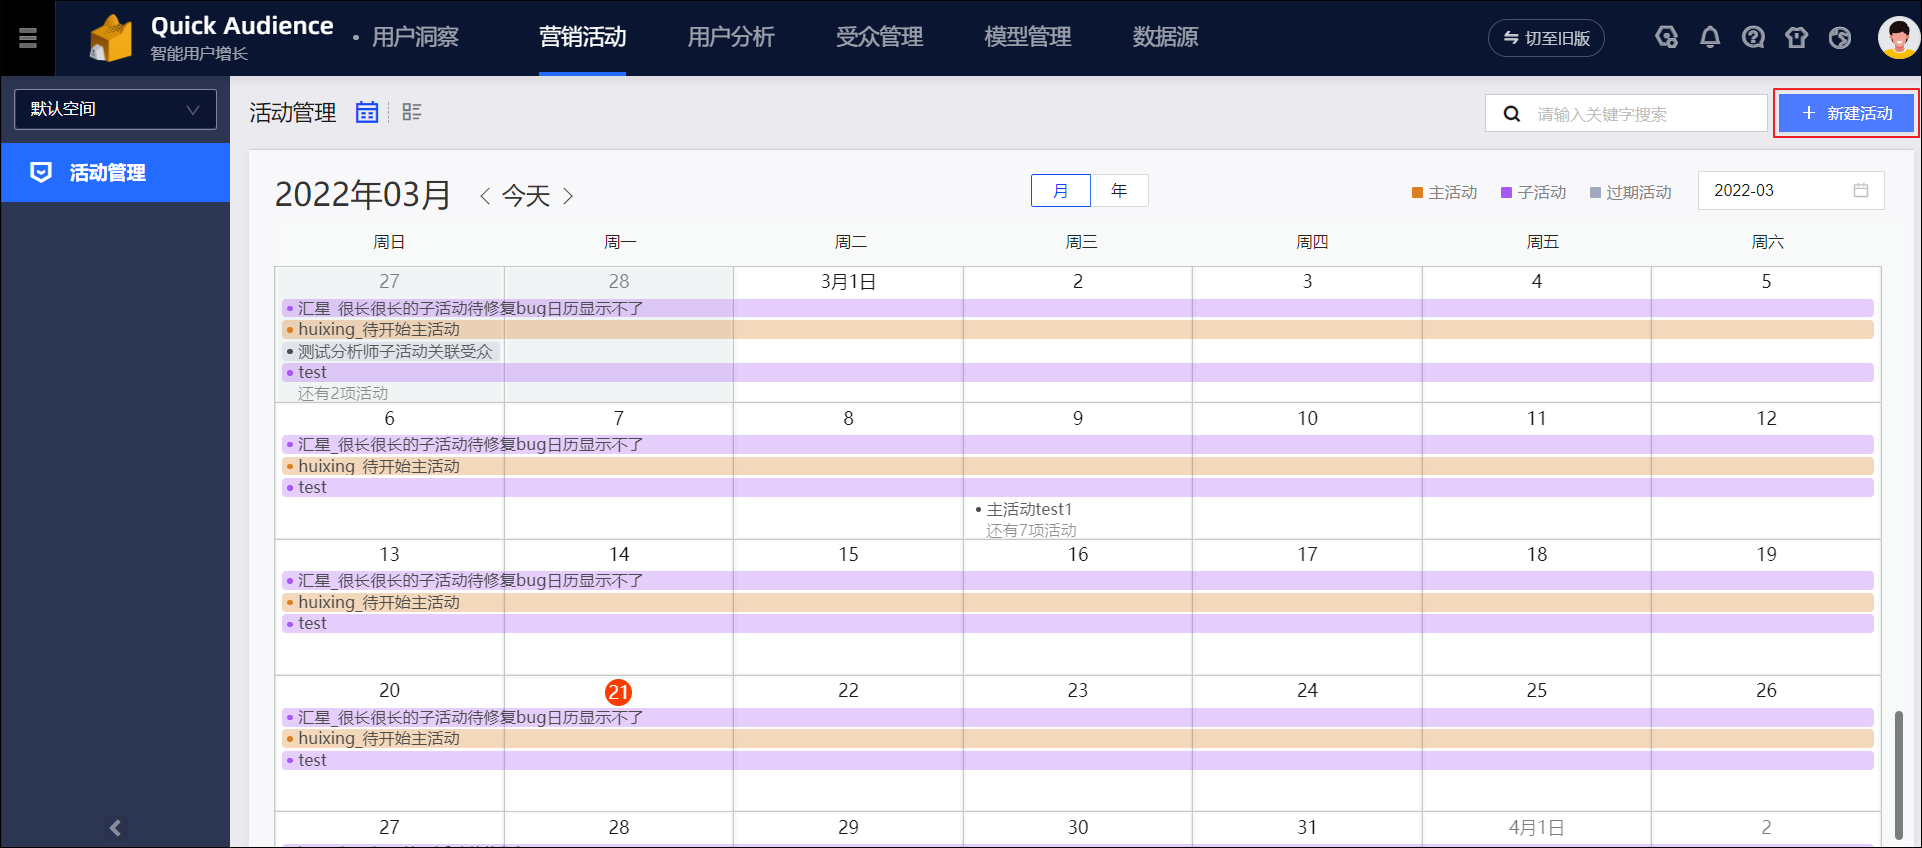 Quick Audience
智能用户增长
用户洞察
营销活动
用户分析
受众管理
模型管理
数据源
切至旧版
默认空间
活动管理
活动管理
请输入关键字搜索
新建活动
2022年03月
今天
月
年
主活动
子活动
过期活动
2022-03
周日 周一 周二 周三 周四 周五 周六
27 28 3月1日 2 3 4 5
汇星_很长很长的子活动待修复bug日历显示不了
huixing_待开始主活动
测试分析师子活动关联受众
test
还有2项活动
6 7 8 9 10 11 12
汇星_很长很长的子活动待修复bug日历显示不了
huixing_待开始主活动
test
主活动test1
还有7项活动
13 14 15 16 17 18 19
汇星_很长很长的子活动待修复bug日历显示不了
huixing_待开始主活动
test
20 21 22 23 24 25 26
汇星_很长很长的子活动待修复bug日历显示不了
huixing_待开始主活动
test
27 28 29 30 31 4月1日 2